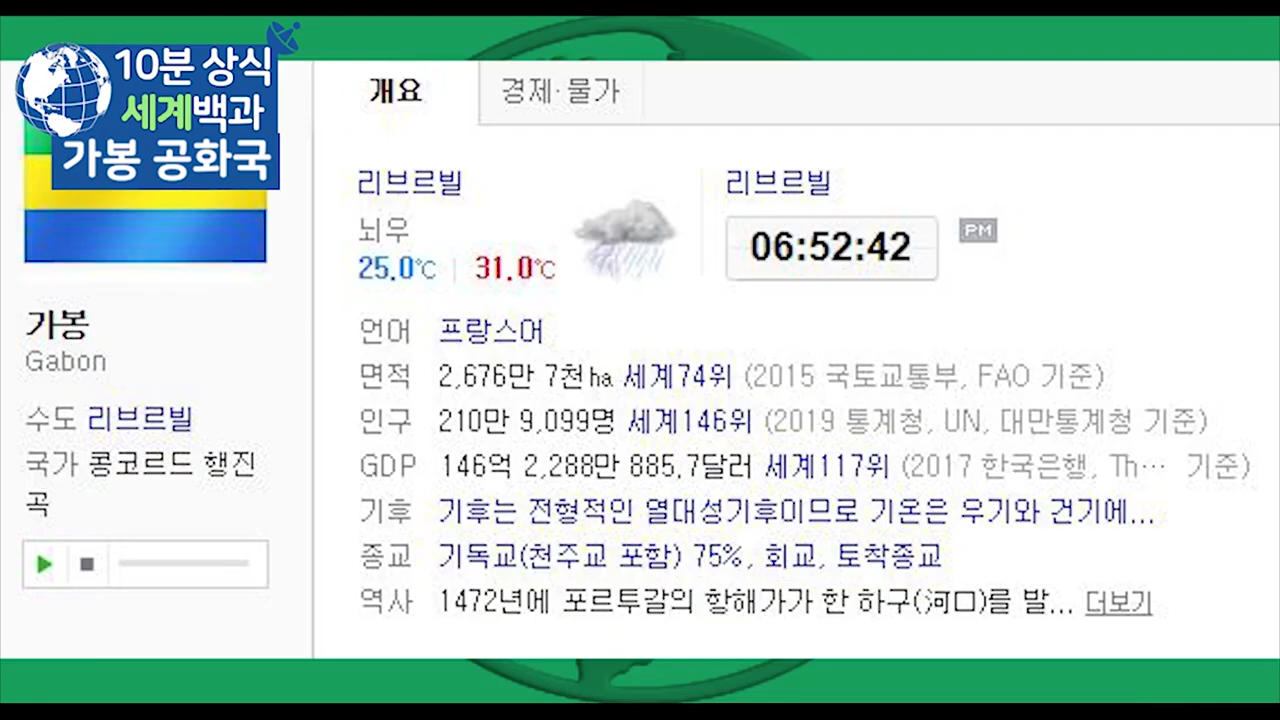 10분 상식
세계백과
가봉 공화국
개요
경제·물가
리브르빌
뇌우
25.0℃ | 31.0℃
리브르빌
06:52:42 PM
가봉
Gabon
수도 리브르빌
국가 콩코르드 행진
곡
언어 프랑스어
면적 2,676만 7천㏊ 세계74위 (2015 국토교통부, FAO 기준)
인구 210만 9,099명 세계146위 (2019 통계청, UN, 대만통계청 기준)
GDP 146억 2,288만 885.7달러 세계117위 (2017 한국은행, Th··· 기준)
기후 기후는 전형적인 열대성기후이므로 기온은 우기와 건기에...
종교 기독교(천주교 포함) 75%, 회교, 토착종교
역사 1472년에 포르투갈의 항해가가 한 하구(河口)를 발... 더보기